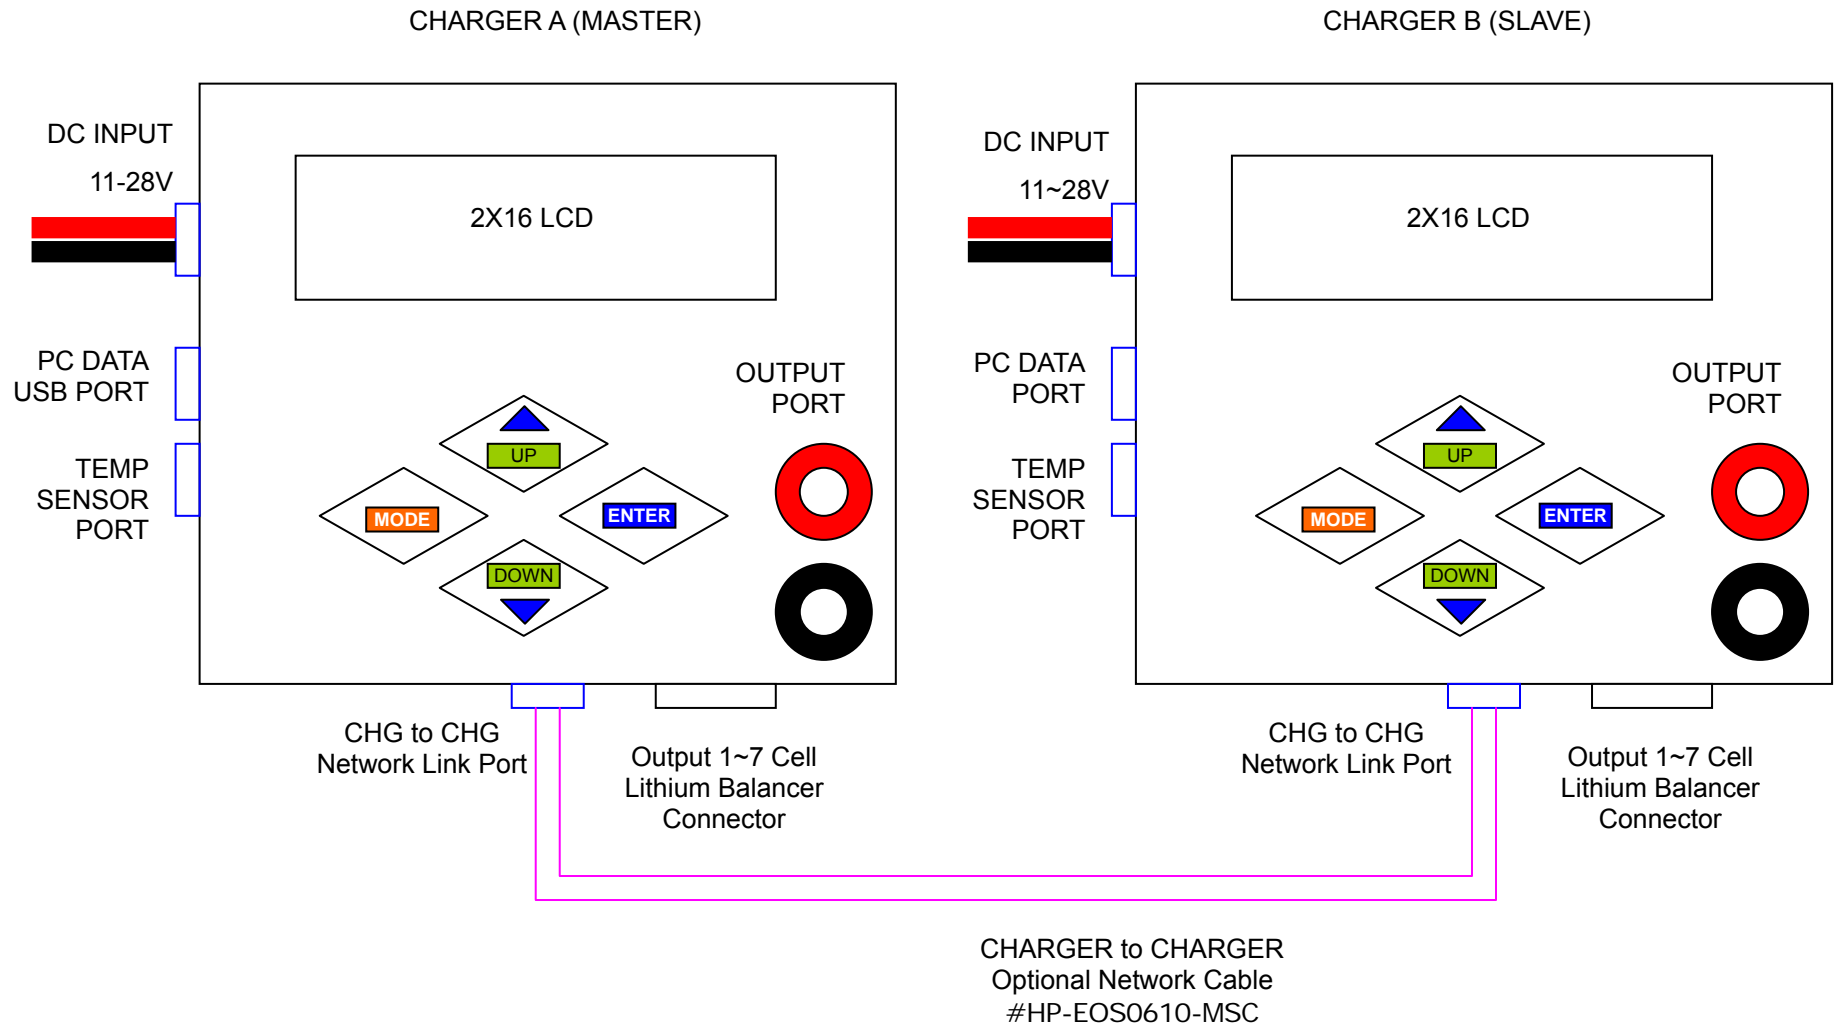 CHARGER A (MASTER)
CHARGER B (SLAVE)
DC INPUT
11-28V
2X16 LCD
PC DATA
USB PORT
TEMP
SENSOR
PORT
OUTPUT
PORT
UP
MODE
ENTER
DOWN
CHG to CHG
Network Link Port
Output 1~7 Cell
Lithium Balancer
Connector
DC INPUT
11~28V
2X16 LCD
PC DATA
PORT
TEMP
SENSOR
PORT
OUTPUT
PORT
UP
MODE
ENTER
DOWN
CHG to CHG
Network Link Port
Output 1~7 Cell
Lithium Balancer
Connector
CHARGER to CHARGER
Optional Network Cable
#HP-EOS0610-MSC